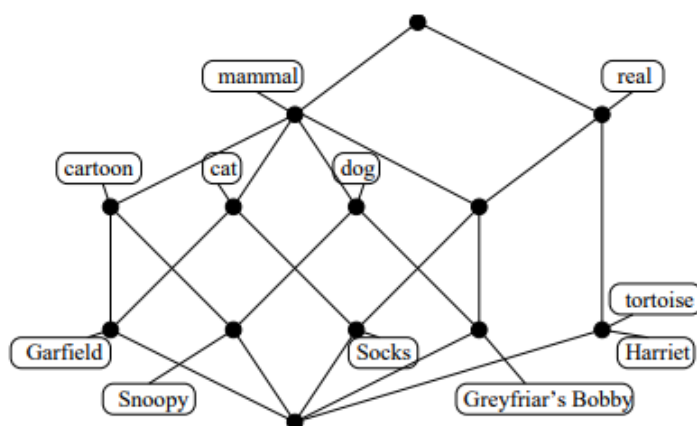 mammal
real
cartoon
cat
dog
tortoise
Garfield
Socks
Harriet
Snoopy
Greyfriar's Bobby